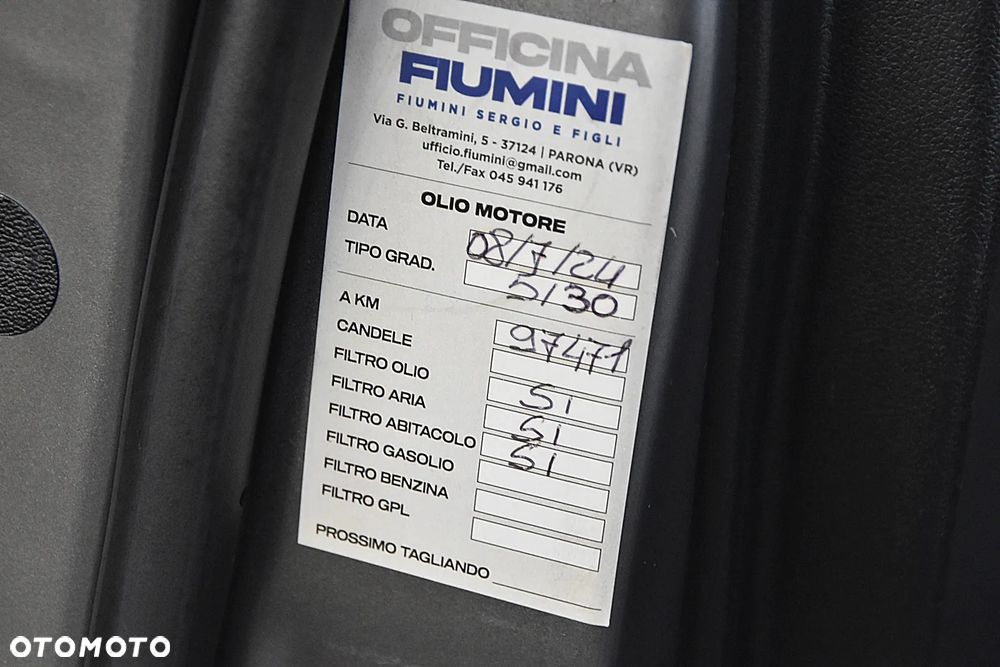 OFFICINA
FIUMINI
FIUMINI SERGIO E FIGLI
Via G. Beltramini, 5 - 37124 | PARONA (VR)
ufficio.fiumini@gmail.com
Tel./Fax 045 941 176
OLIO MOTORE
DATA 08/7/24
TIPO GRAD. 5/30
A KM 97471
CANDELE
FILTRO OLIO Si
FILTRO ARIA Si
FILTRO ABITACOLO Si
FILTRO GASOLIO
FILTRO BENZINA
FILTRO GPL
PROSSIMO TAGLIANDO
OTOMOTO